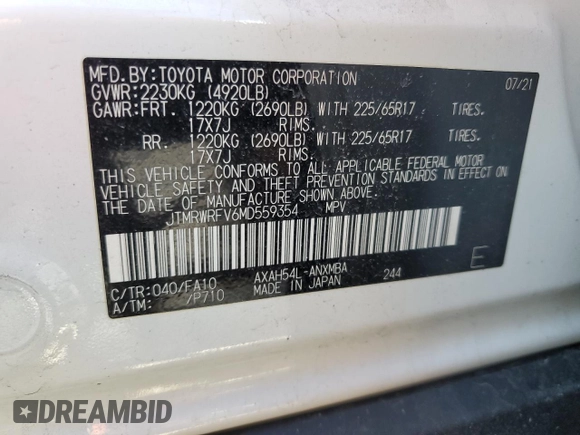 MFD.BY:TOYOTA MOTOR CORPORATION 07/21
GVWR:2230KG (4920LB)
GAWR:FRT. 1220KG (2690LB) WITH 225/65R17 TIRES.
17X7J RIMS.
RR. 1220KG (2690LB) WITH 225/65R17 TIRES.
17X7J RIMS.
THIS VEHICLE CONFORMS TO ALL APPLICABLE FEDERAL MOTOR
VEHICLE SAFETY AND THEFT PREVENTION STANDARDS IN EFFECT ON
THE DATE OF MANUFACTURE SHOWN ABOVE.
JTMRWRFV6MD559354 MPV
C/TR:040/FA10 AXAH54L-ANXMBA 244 E
A/TM: /P710 MADE IN JAPAN
DREAMBID